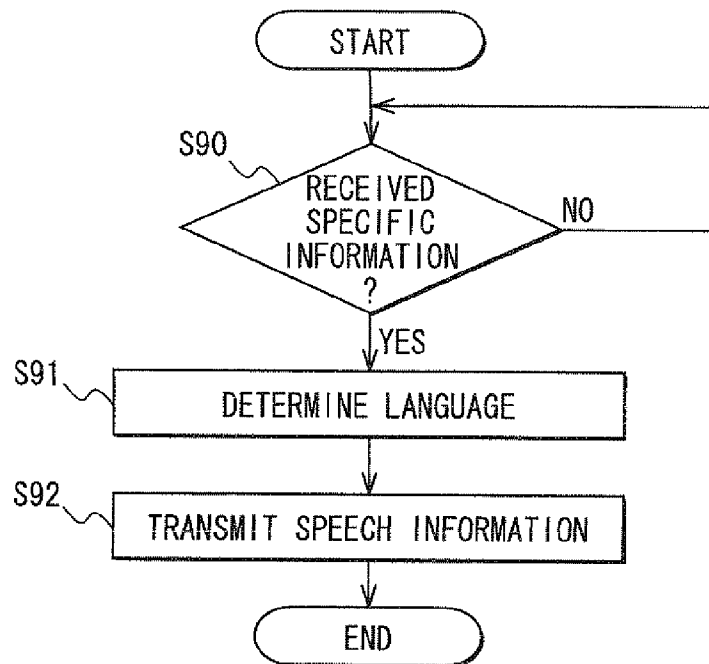 START
S90
RECEIVED
SPECIFIC
INFORMATION
?
NO
YES
S91
DETERMINE LANGUAGE
S92
TRANSMIT SPEECH INFORMATION
END